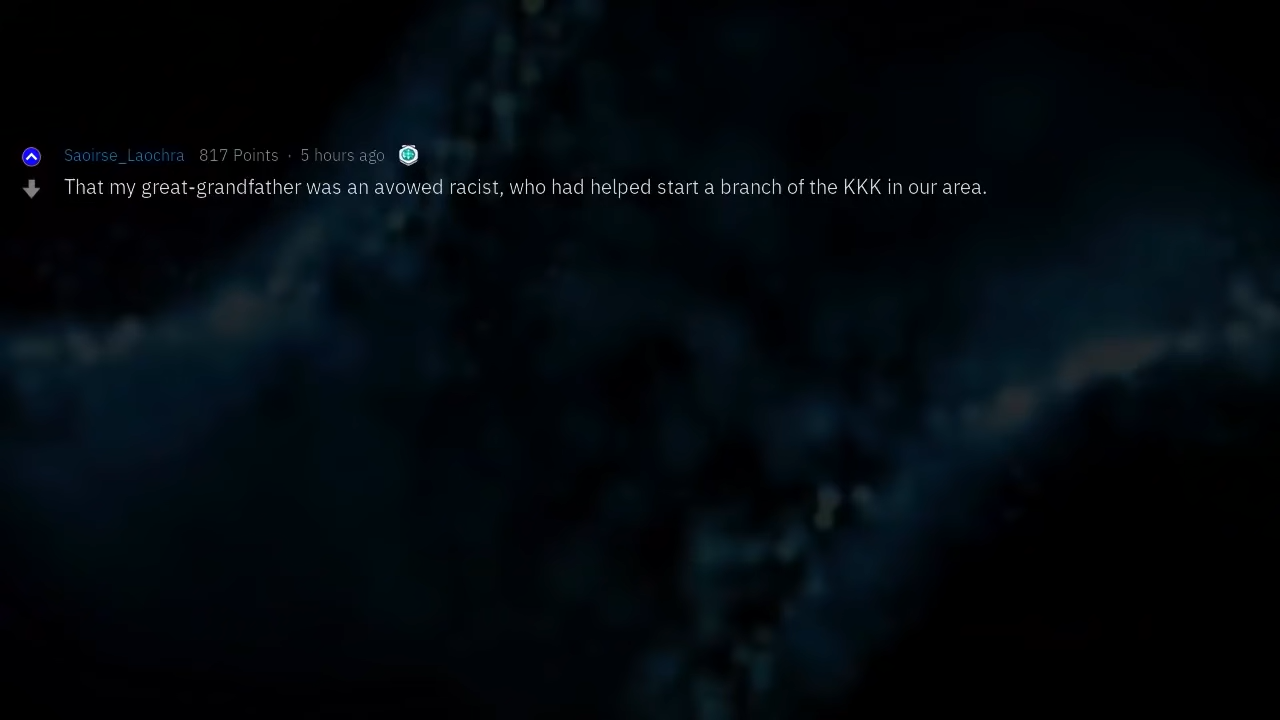 Saoirse_Laochra 817 Points · 5 hours ago
That my great-grandfather was an avowed racist, who had helped start a branch of the KKK in our area.